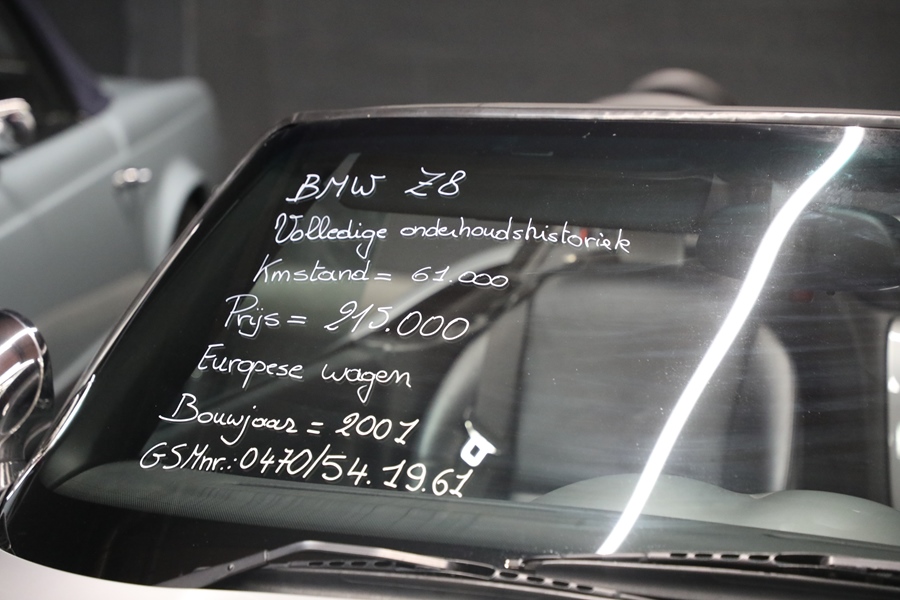 BMW Z8
Volledige onderhoudshistoriek
Kmstand = 61.000
Prijs = 215.000
Europese wagen
Bouwjaar = 2001
GSMnr.: 0470/54.19.61